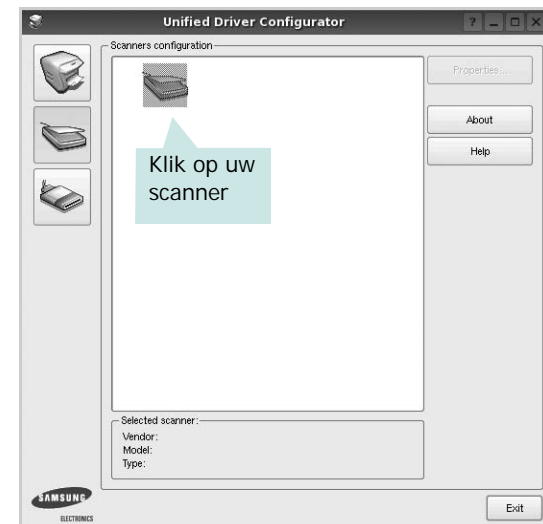 Unified Driver Configurator
Scanners configuration
Properties...
About
Help
Klik op uw
scanner
Selected scanner:
Vendor:
Model:
Type:
SAMSUNG
ELECTRONICS
Exit